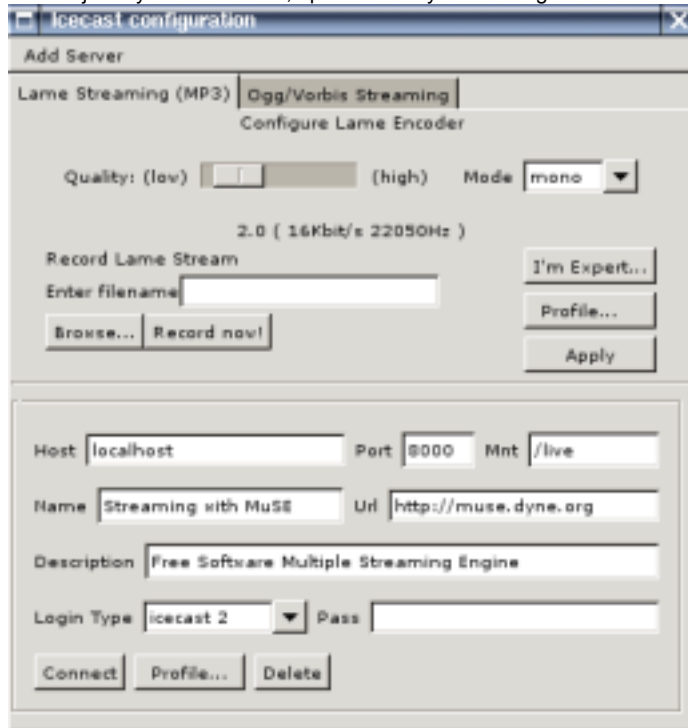 Icecast configuration
Add Server
Lame Streaming (MP3) Ogg/Vorbis Streaming
Configure Lame Encoder
Quality: (low) (high) Mode mono
2.0 ( 16Kbit/s 22050Hz )
Record Lame Stream
I'm Expert...
Enter filename
Profile...
Browse... Record now!
Apply
Host localhost Port 8000 Mnt /live
Name Streaming with MuSE Url http://muse.dyne.org
Description Free Software Multiple Streaming Engine
Login Type icecast 2 Pass
Connect Profile... Delete